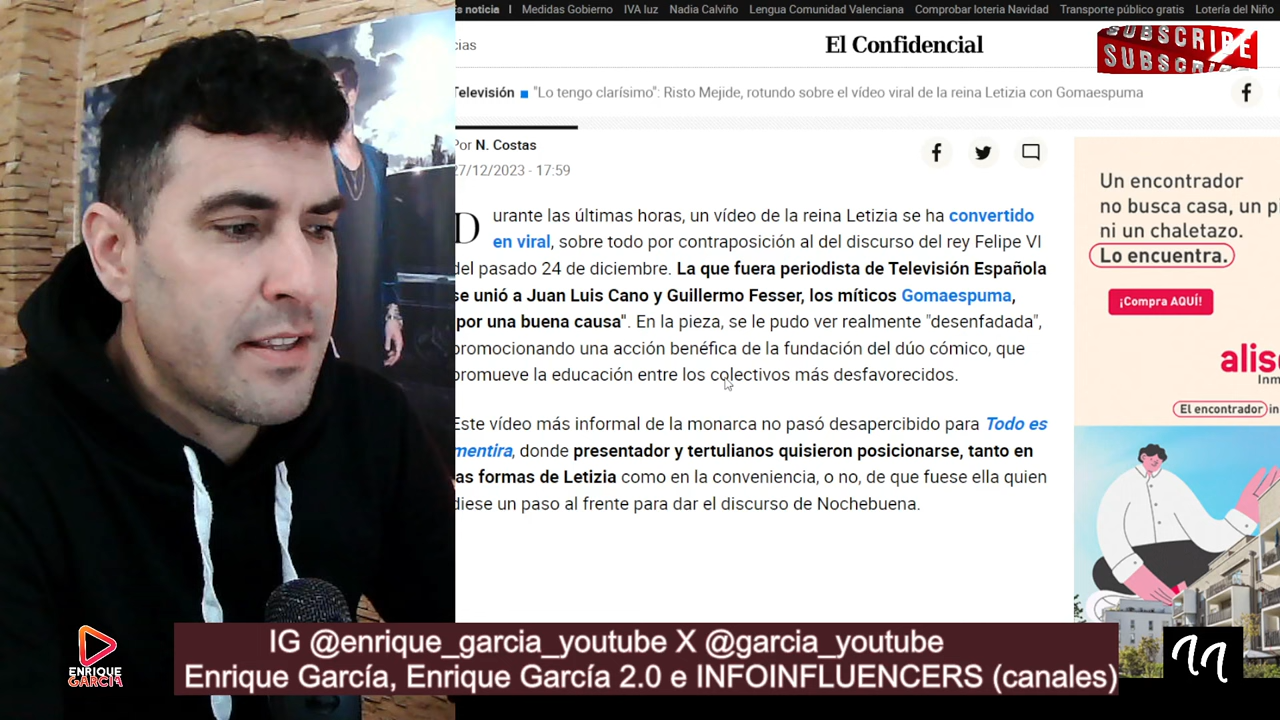 s noticia | Medidas Gobierno IVA luz Nadia Calviño Lengua Comunidad Valenciana Comprobar loteria Navidad Transporte público gratis Lotería del Niño
cias
El Confidencial
SUBSCRIBE
SUBSCRIBE
Televisión "Lo tengo clarísimo": Risto Mejide, rotundo sobre el vídeo viral de la reina Letizia con Gomaespuma
Por N. Costas
27/12/2023 - 17:59
Durante las últimas horas, un vídeo de la reina Letizia se ha convertido
en viral, sobre todo por contraposición al del discurso del rey Felipe VI
del pasado 24 de diciembre. La que fuera periodista de Televisión Española
se unió a Juan Luis Cano y Guillermo Fesser, los míticos Gomaespuma,
"por una buena causa". En la pieza, se le pudo ver realmente "desenfadada",
promocionando una acción benéfica de la fundación del dúo cómico, que
promueve la educación entre los colectivos más desfavorecidos.
Este vídeo más informal de la monarca no pasó desapercibido para Todo es
mentira, donde presentador y tertulianos quisieron posicionarse, tanto en
las formas de Letizia como en la conveniencia, o no, de que fuese ella quien
diese un paso al frente para dar el discurso de Nochebuena.
Un encontrador
no busca casa, un pi
ni un chaletazo.
Lo encuentra.
¡Compra AQUÍ!
alise
Inm
El encontrador in
ENRIQUE
GARCÍA
IG @enrique_garcia_youtube X @garcia_youtube
Enrique García, Enrique García 2.0 e INFOINFLUENCERS (canales)